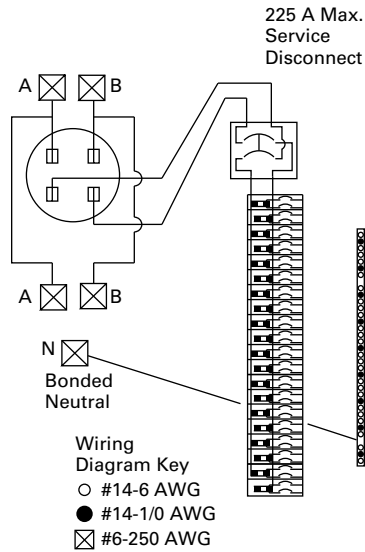 225 A Max.
Service
Disconnect
A
B
A
B
N
Bonded
Neutral
Wiring
Diagram Key
#14-6 AWG
#14-1/0 AWG
#6-250 AWG